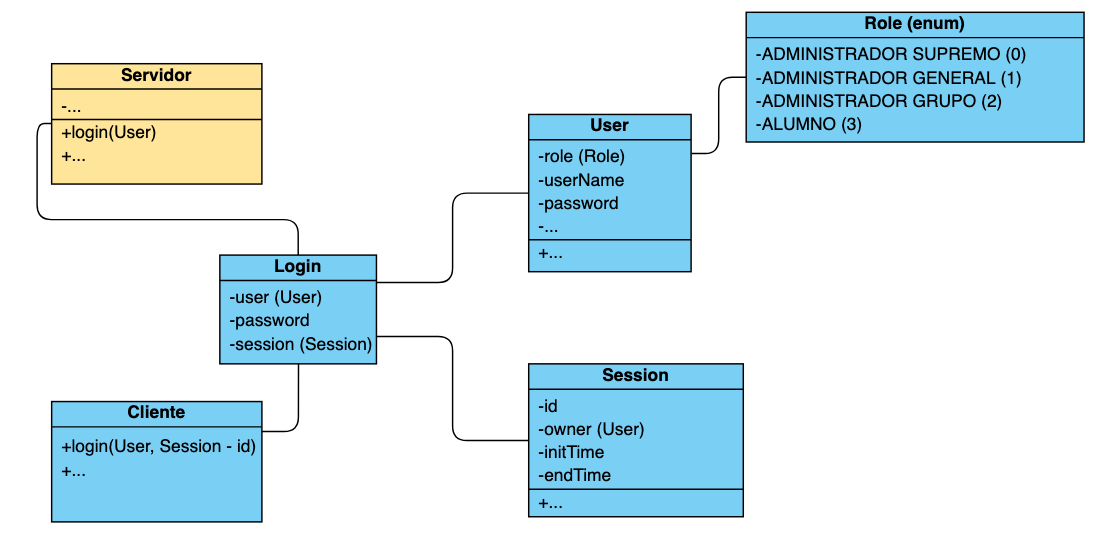 Role (enum)
-ADMINISTRADOR SUPREMO (0)
-ADMINISTRADOR GENERAL (1)
-ADMINISTRADOR GRUPO (2)
-ALUMNO (3)
Servidor
-...
+login(User)
+...
User
-role (Role)
-userName
-password
-...
+...
Login
-user (User)
-password
-session (Session)
Session
-id
-owner (User)
-initTime
-endTime
+...
Cliente
+login(User, Session - id)
+...